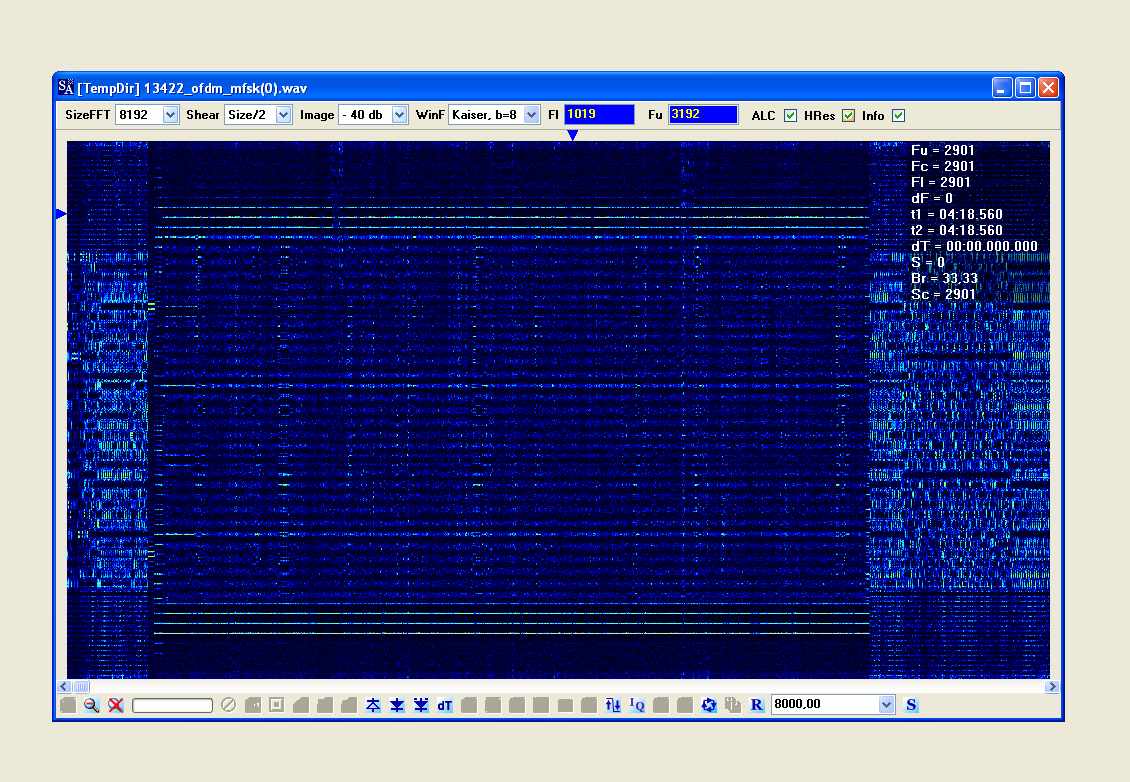 SA [TempDir] 13422_ofdm_mfsk(0).wav
SizeFFT 8192 Shear Size/2 Image - 40 db WinF Kaiser, b=8 Fl 1019 Fu 3192 ALC HRes Info
Fu = 2901
Fc = 2901
Fl = 2901
dF = 0
t1 = 04:18,560
t2 = 04:18.560
dT = 00:00.000.000
S = 0
Br = 33,33
Sc = 2901
dT IQ R 8000,00 S